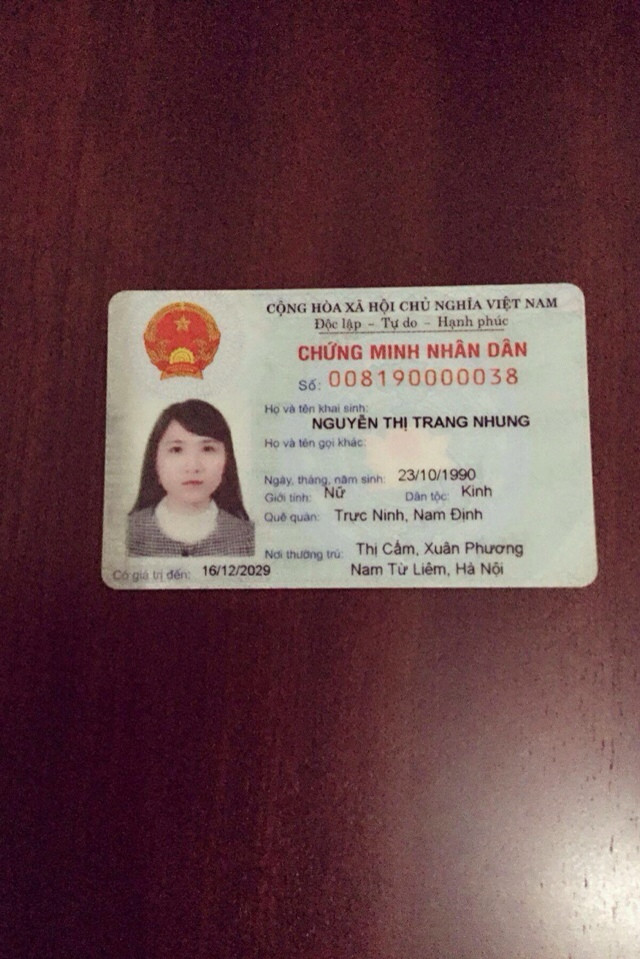 CỘNG HÒA XÃ HỘI CHỦ NGHĨA VIỆT NAM
Độc lập – Tự do – Hạnh phúc
CHỨNG MINH NHÂN DÂN
Số: 008190000038
Họ và tên khai sinh:
NGUYỄN THỊ TRANG NHUNG
Họ và tên gọi khác:
Ngày, tháng, năm sinh: 23/10/1990
Giới tính: Nữ Dân tộc: Kinh
Quê quán: Trực Ninh, Nam Định
Nơi thường trú: Thị Cấm, Xuân Phương
Nam Từ Liêm, Hà Nội
Có giá trị đến: 16/12/2029